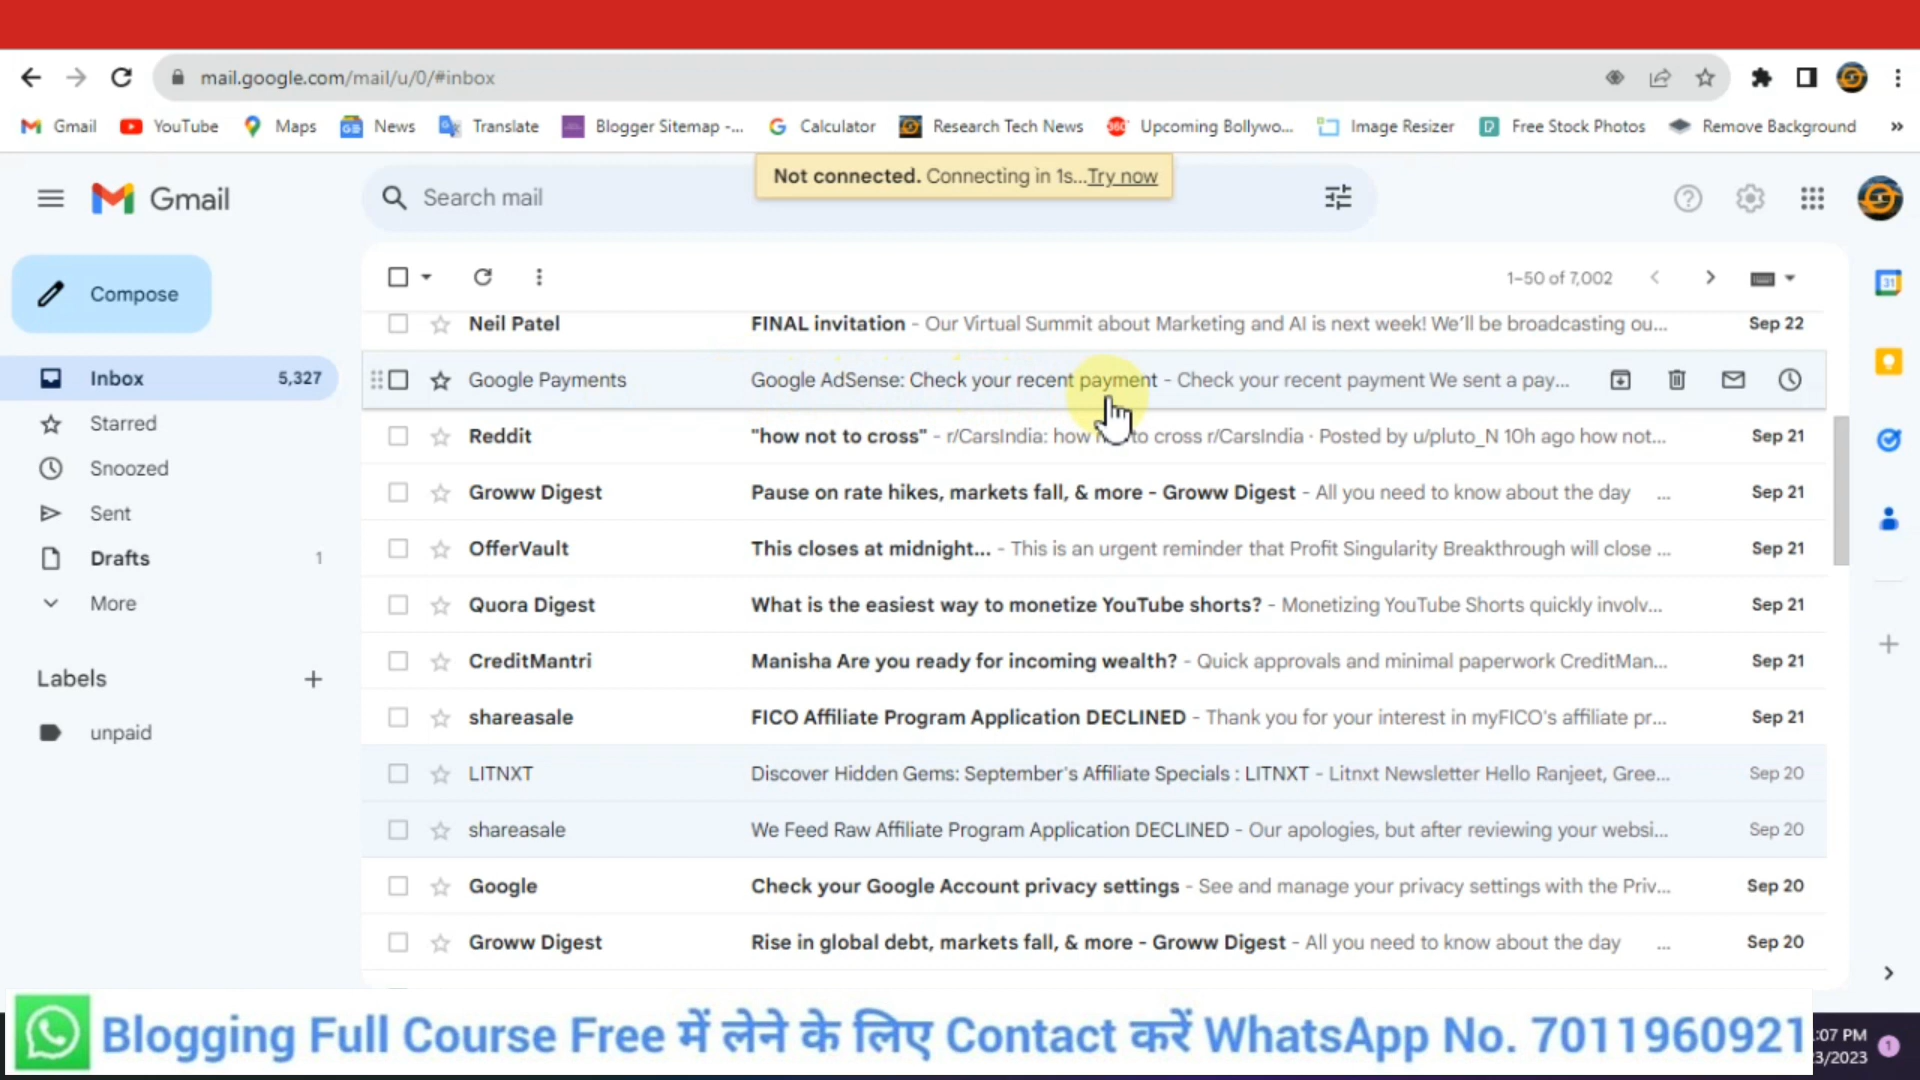 mail.google.com/mail/u/0/#inbox
Gmail YouTube Maps News Translate Blogger Sitemap -... Calculator Research Tech News Upcoming Bollywo... Image Resizer Free Stock Photos Remove Background »
Not connected. Connecting in 1s...Try now
Gmail
Search mail
Compose
1–50 of 7,002
Inbox 5,327
Starred
Snoozed
Sent
Drafts 1
More
Labels +
unpaid
Neil Patel FINAL invitation - Our Virtual Summit about Marketing and AI is next week! We'll be broadcasting ou... Sep 22
Google Payments Google AdSense: Check your recent payment - Check your recent payment We sent a pay...
Reddit "how not to cross" - r/CarsIndia: how to cross r/CarsIndia · Posted by u/pluto_N 10h ago how not... Sep 21
Groww Digest Pause on rate hikes, markets fall, & more - Groww Digest - All you need to know about the day ... Sep 21
OfferVault This closes at midnight... - This is an urgent reminder that Profit Singularity Breakthrough will close ... Sep 21
Quora Digest What is the easiest way to monetize YouTube shorts? - Monetizing YouTube Shorts quickly involv... Sep 21
CreditMantri Manisha Are you ready for incoming wealth? - Quick approvals and minimal paperwork CreditMan... Sep 21
shareasale FICO Affiliate Program Application DECLINED - Thank you for your interest in myFICO's affiliate pr... Sep 21
LITNXT Discover Hidden Gems: September's Affiliate Specials : LITNXT - Litnxt Newsletter Hello Ranjeet, Gree... Sep 20
shareasale We Feed Raw Affiliate Program Application DECLINED - Our apologies, but after reviewing your websi... Sep 20
Google Check your Google Account privacy settings - See and manage your privacy settings with the Priv... Sep 20
Groww Digest Rise in global debt, markets fall, & more - Groww Digest - All you need to know about the day ... Sep 20
31
Blogging Full Course Free में लेने के लिए Contact करें WhatsApp No. 7011960921
:07 PM
3/2023
1